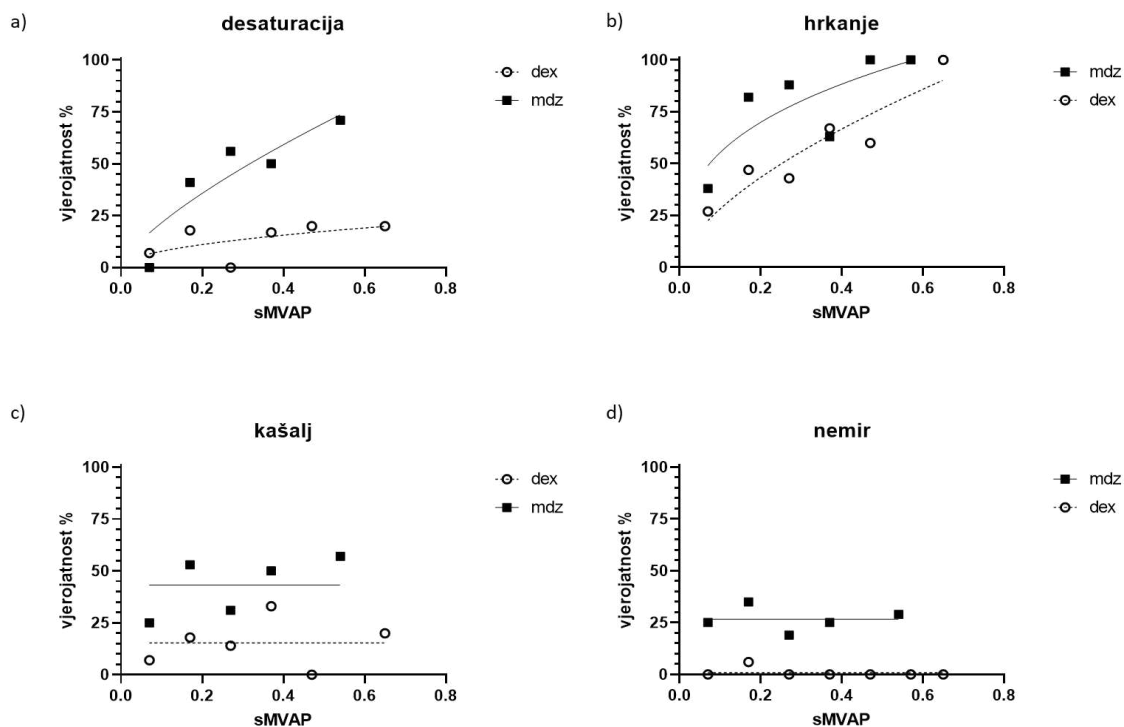 a)
desaturacija
vjerojatnost %
100
75
50
25
0
0.0 0.2 0.4 0.6 0.8
sMVAP
dex
mdz
b)
hrkanje
vjerojatnost %
100
75
50
25
0
0.0 0.2 0.4 0.6 0.8
sMVAP
mdz
dex
c)
kašalj
vjerojatnost %
100
75
50
25
0
0.0 0.2 0.4 0.6 0.8
sMVAP
dex
mdz
d)
nemir
vjerojatnost %
100
75
50
25
0
0.0 0.2 0.4 0.6 0.8
sMVAP
mdz
dex